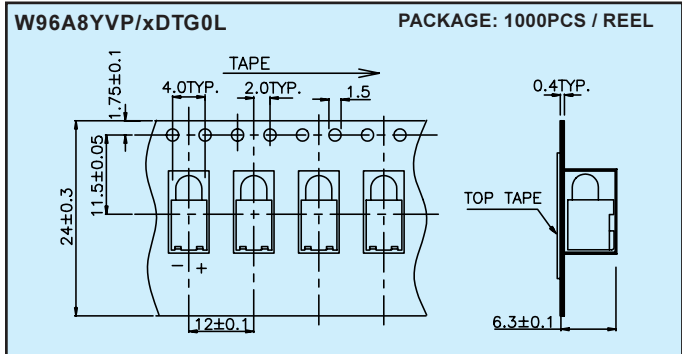 W96A8YVP/xDTG0L
PACKAGE: 1000PCS / REEL
TAPE
1.75±0.1
4.0TYP.
2.0TYP.
1.5
0.4TYP.
11.5±0.05
24±0.3
TOP TAPE
− +
12±0.1
6.3±0.1